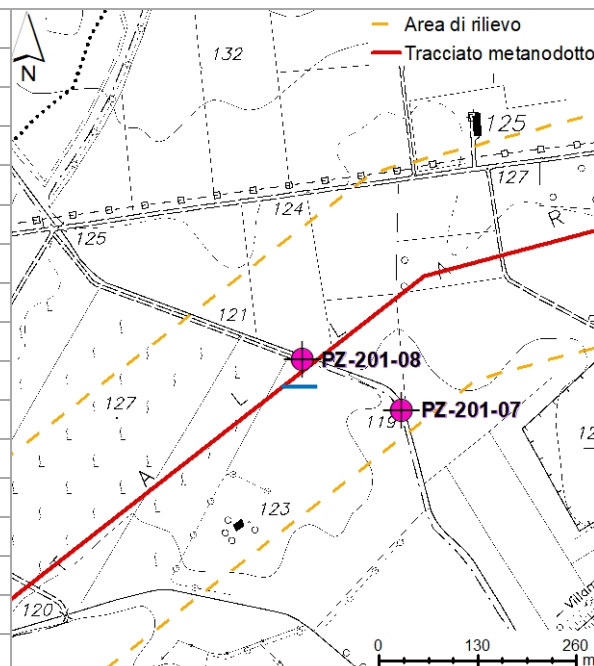 N
Area di rilievo
Tracciato metanodotto
132
125
127
124
125
R
A
121
L
PZ-201-08
127
L
PZ-201-07
119
A
123
120
0 130 260
m